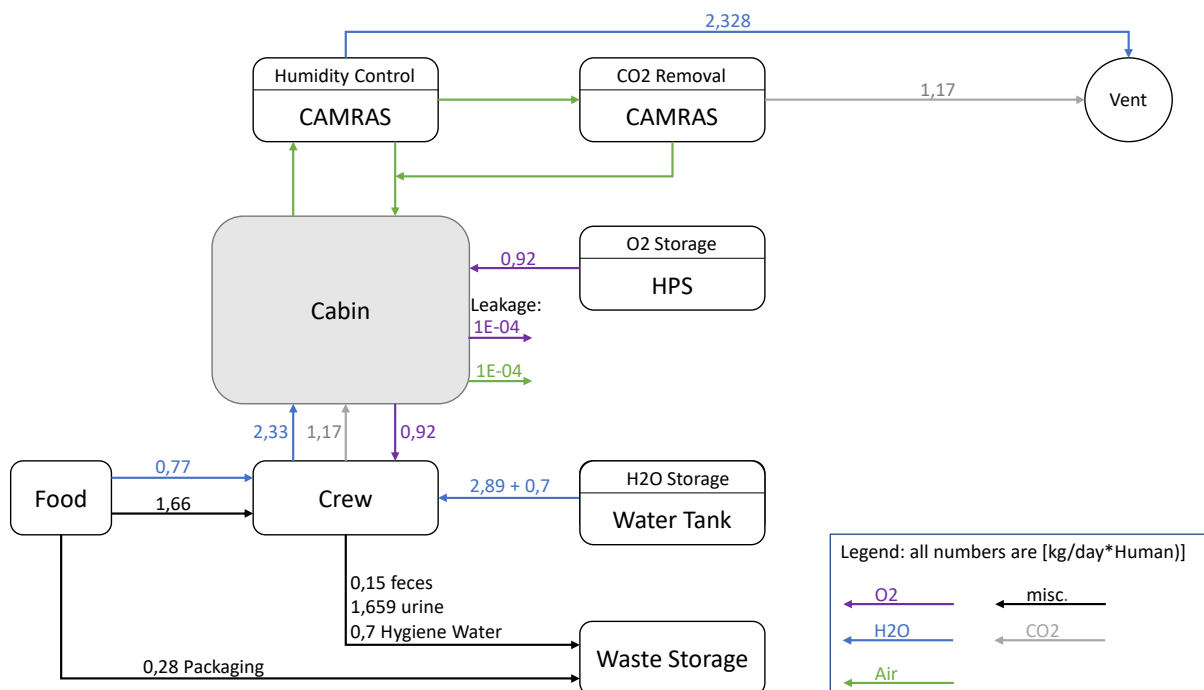 2,328
Humidity Control
CAMRAS
CO2 Removal
CAMRAS
1,17
Vent
O2 Storage
HPS
0,92
Cabin
Leakage:
1E-04
1E-04
2,33
1,17
0,92
Food
0,77
1,66
Crew
2,89 + 0,7
H2O Storage
Water Tank
0,15 feces
1,659 urine
0,7 Hygiene Water
0,28 Packaging
Waste Storage
Legend: all numbers are [kg/day*Human)]
O2
misc.
H2O
CO2
Air